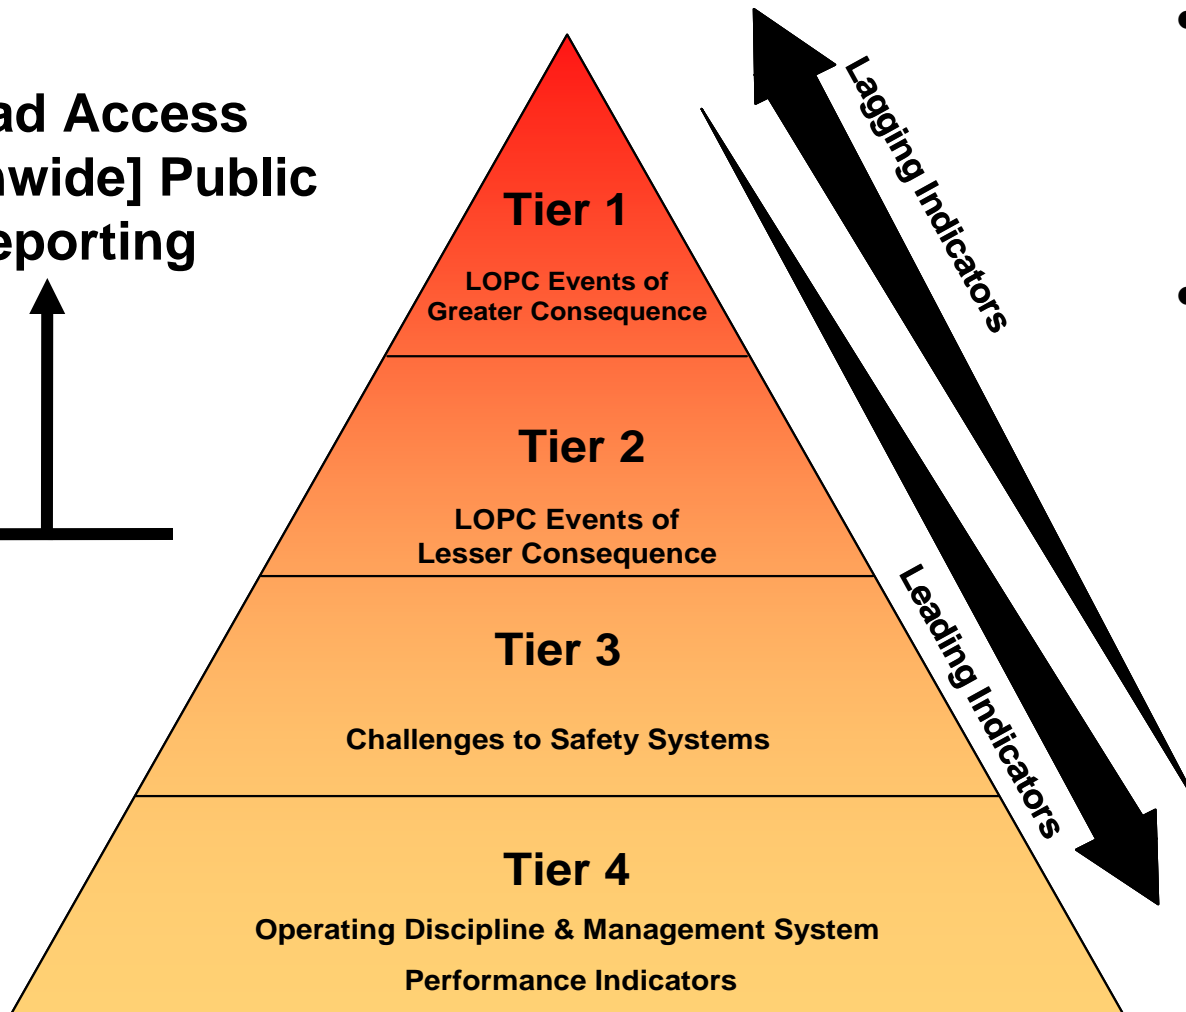 ad Access
wide] Public
eporting
Tier 1
LOPC Events of
Greater Consequence
Tier 2
LOPC Events of
Lesser Consequence
Tier 3
Challenges to Safety Systems
Tier 4
Operating Discipline & Management System
Performance Indicators
Lagging Indicators
Leading Indicators